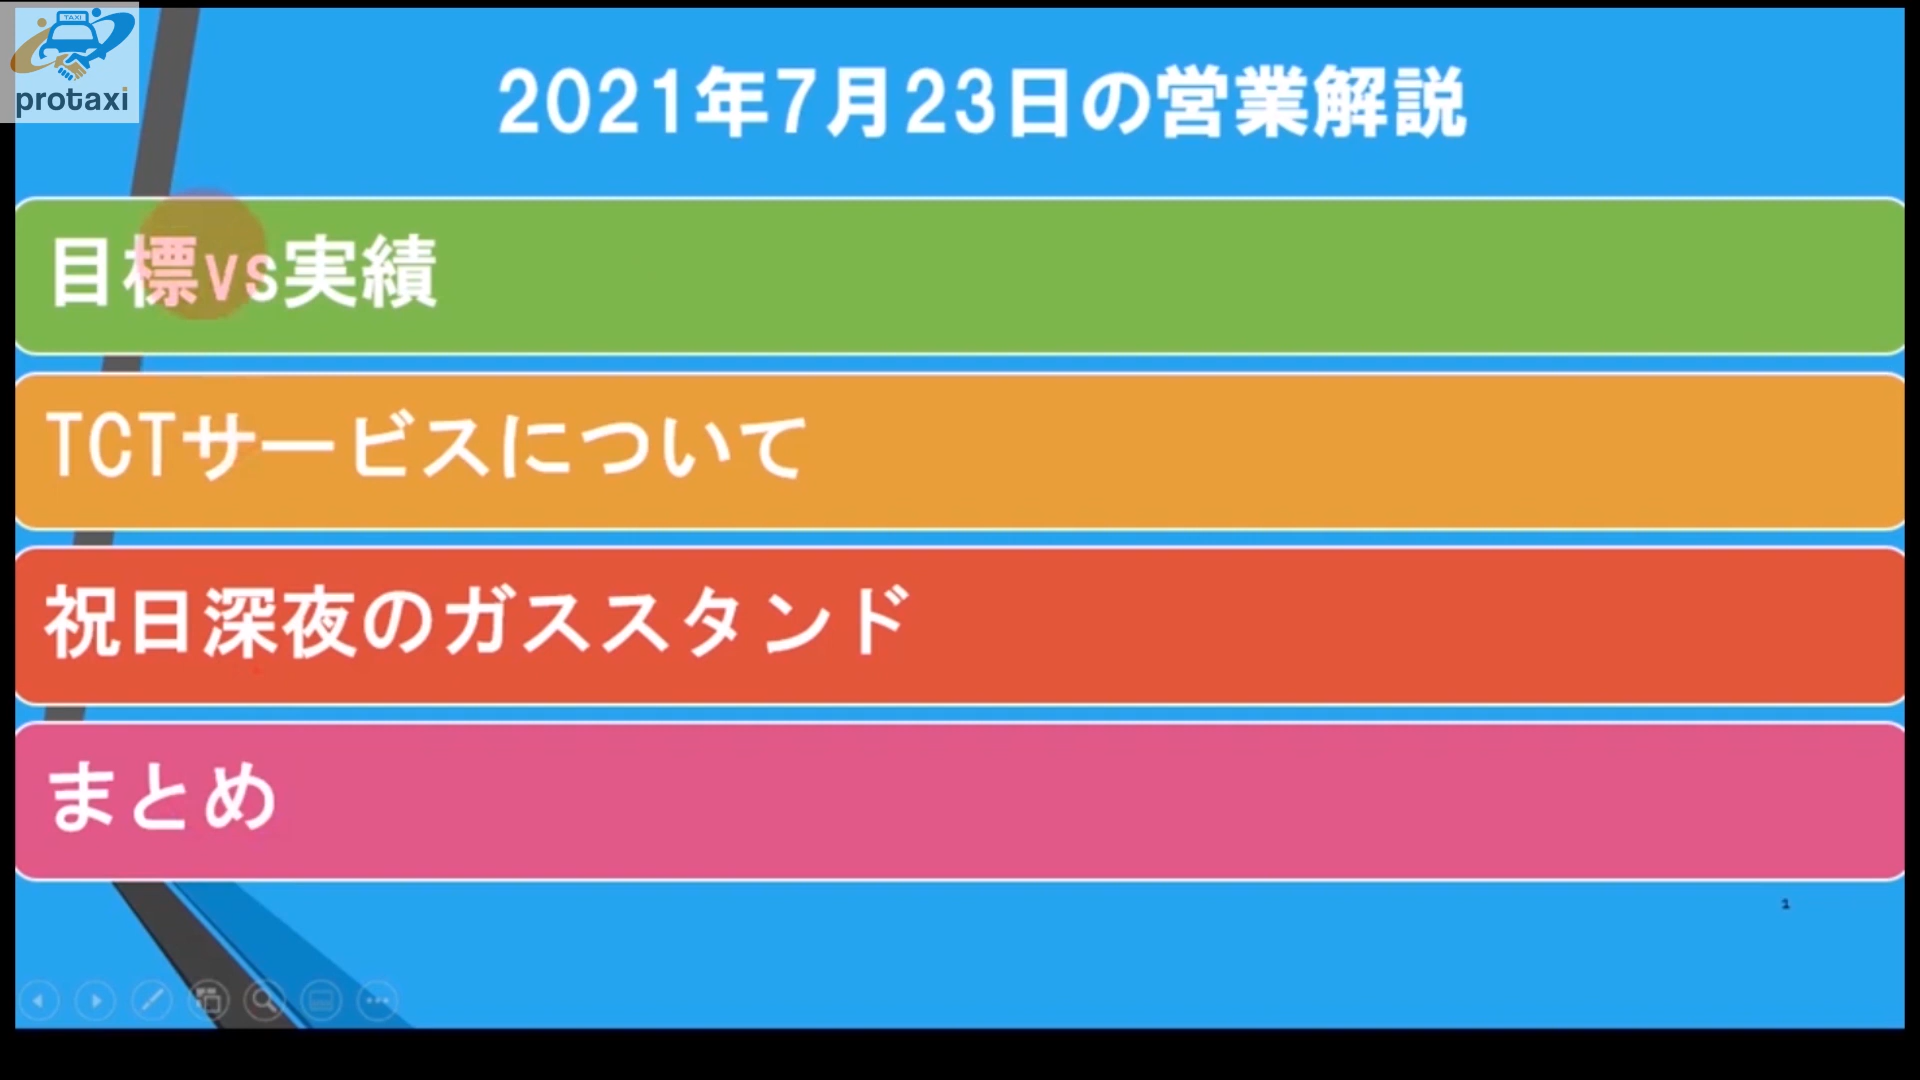 TAXI
protaxi
2021年7月23日の営業解説
目標vs実績
TCTサービスについて
祝日深夜のガススタンド
まとめ
1